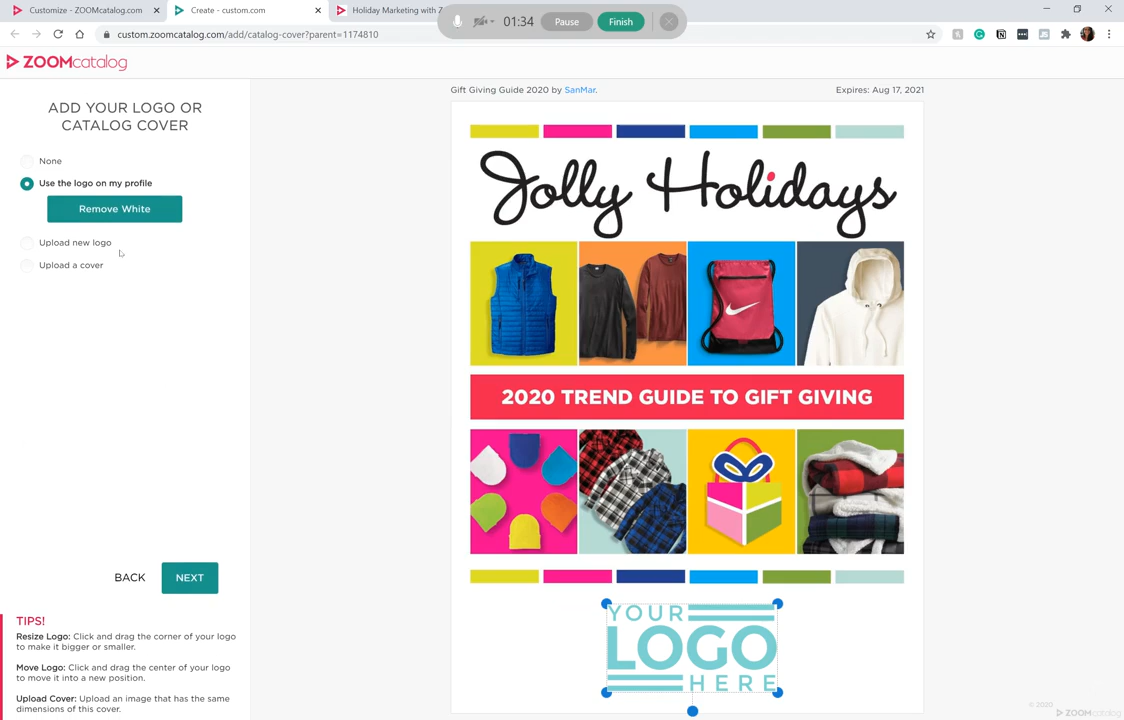 Customize - ZOOMcatalog.com
Create - custom.com
Holiday Marketing with Z
01:34
Pause
Finish
custom.zoomcatalog.com/add/catalog-cover?parent=1174810
ZOOMcatalog
ADD YOUR LOGO OR
CATALOG COVER
None
Use the logo on my profile
Remove White
Upload new logo
Upload a cover
BACK
NEXT
TIPS!
Resize Logo: Click and drag the corner of your logo
to make it bigger or smaller.
Move Logo: Click and drag the center of your logo
to move it into a new position.
Upload Cover: Upload an image that has the same
dimensions of this cover.
Gift Giving Guide 2020 by SanMar.
Expires: Aug 17, 2021
Jolly Holidays
2020 TREND GUIDE TO GIFT GIVING
YOUR
LOGO
HERE
© 2020
ZOOMcatalog